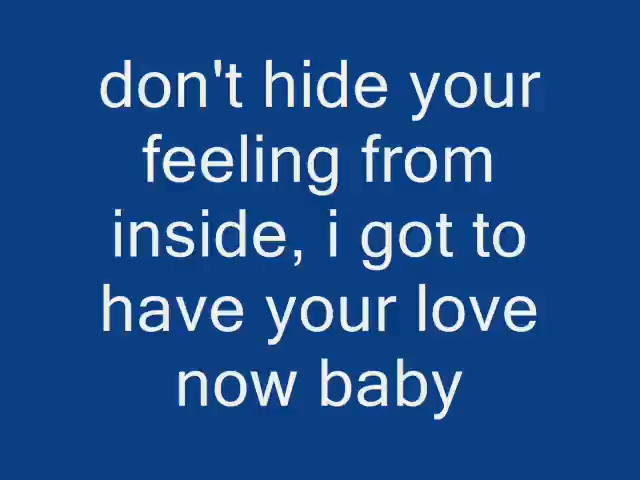 don't hide your
feeling from
inside, i got to
have your love
now baby